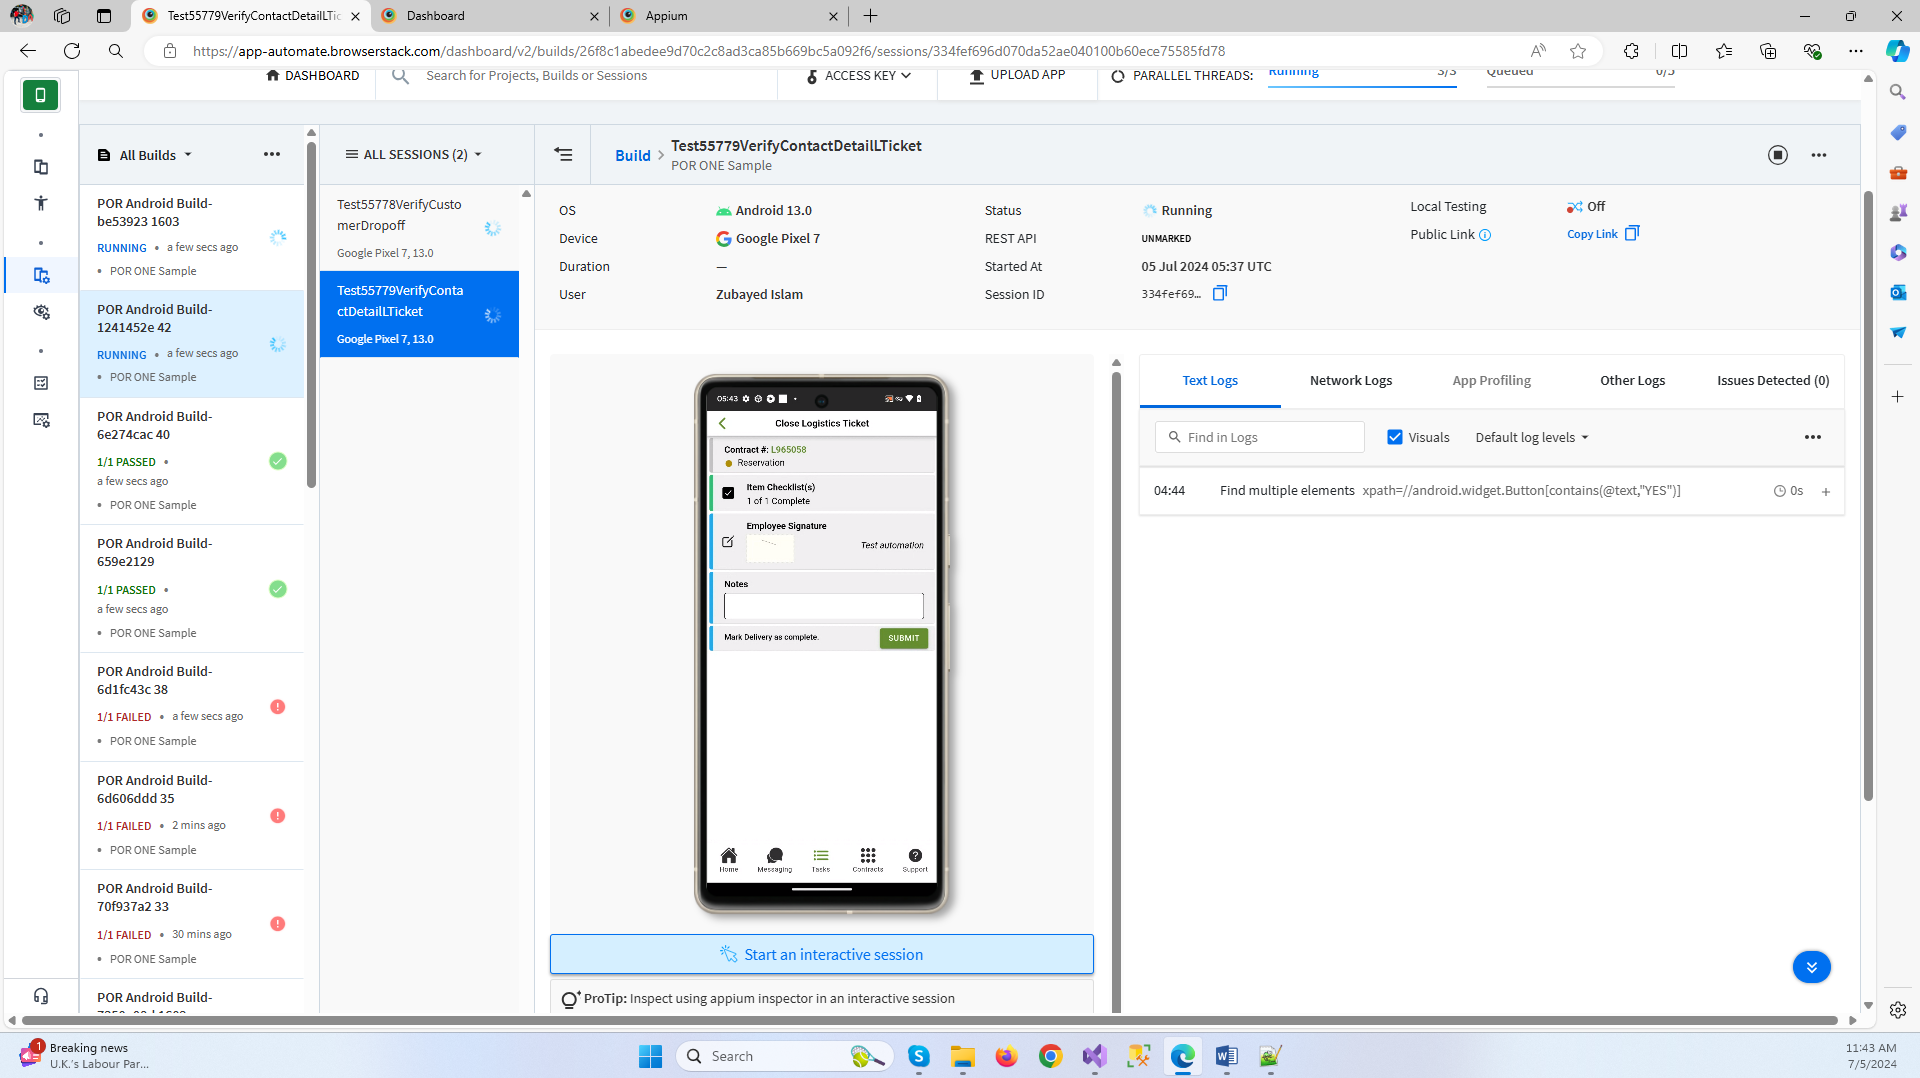 Test55779VerifyContactDetailLTic
Dashboard
Appium
https://app-automate.browserstack.com/dashboard/v2/builds/26f8c1abedee9d70c2c8ad3ca85b669bc5a092f6/sessions/334fef696d070da52ae040100b60ece75585fd78
DASHBOARD
Search for Projects, Builds or Sessions
ACCESS KEY
UPLOAD APP
PARALLEL THREADS:
Running
3/3
Queued
0/5
All Builds
ALL SESSIONS (2)
Build
Test55779VerifyContactDetailLTicket
POR ONE Sample
POR Android Build-
be53923 1603
RUNNING • a few secs ago
• POR ONE Sample
POR Android Build-
1241452e 42
RUNNING • a few secs ago
• POR ONE Sample
POR Android Build-
6e274cac 40
1/1 PASSED •
a few secs ago
• POR ONE Sample
POR Android Build-
659e2129
1/1 PASSED •
a few secs ago
• POR ONE Sample
POR Android Build-
6d1fc43c 38
1/1 FAILED • a few secs ago
• POR ONE Sample
POR Android Build-
6d606ddd 35
1/1 FAILED • 2 mins ago
• POR ONE Sample
POR Android Build-
70f937a2 33
1/1 FAILED • 30 mins ago
• POR ONE Sample
POR Android Build-
Test55778VerifyCusto
merDropoff
Google Pixel 7, 13.0
Test55779VerifyConta
ctDetailLTicket
Google Pixel 7, 13.0
OS
Android 13.0
Device
Google Pixel 7
Duration
—
User
Zubayed Islam
Status
Running
REST API
UNMARKED
Started At
05 Jul 2024 05:37 UTC
Session ID
334fef69...
Local Testing
Off
Public Link
Copy Link
05:43
Close Logistics Ticket
Contract #: L965058
Reservation
Item Checklist(s)
1 of 1 Complete
Employee Signature
Test automation
Notes
Mark Delivery as complete.
SUBMIT
Home
Messaging
Tasks
Contracts
Support
Start an interactive session
ProTip: Inspect using appium inspector in an interactive session
Text Logs
Network Logs
App Profiling
Other Logs
Issues Detected (0)
Find in Logs
Visuals
Default log levels
04:44
Find multiple elements xpath=//android.widget.Button[contains(@text,"YES")]
0s
1
Breaking news
U.K.'s Labour Par...
Search
11:43 AM
7/5/2024